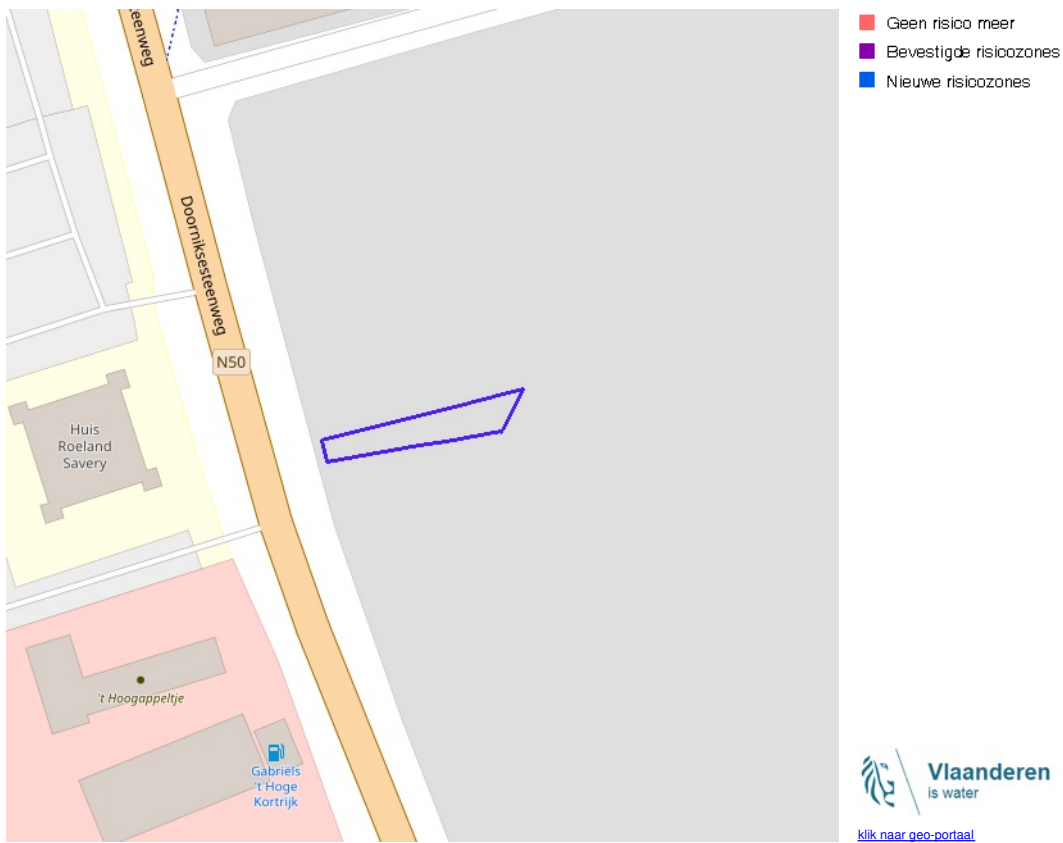 Geen risico meer
Bevestigde risicozones
Nieuwe risicozones
Doorniksesteenweg
N50
Huis
Roeland
Savery
't Hoogappeltje
Gabriëls
't Hoge
Kortrijk
Vlaanderen
is water
klik naar geo-portaal